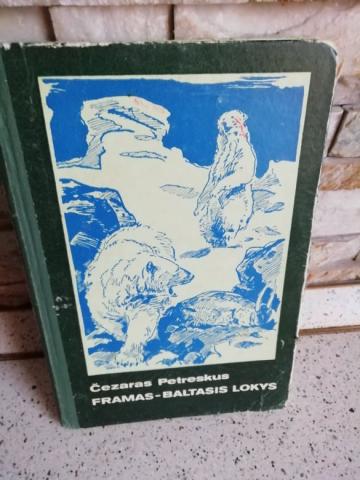 Čezaras Petreskus
FRAMAS-BALTASIS LOKYS